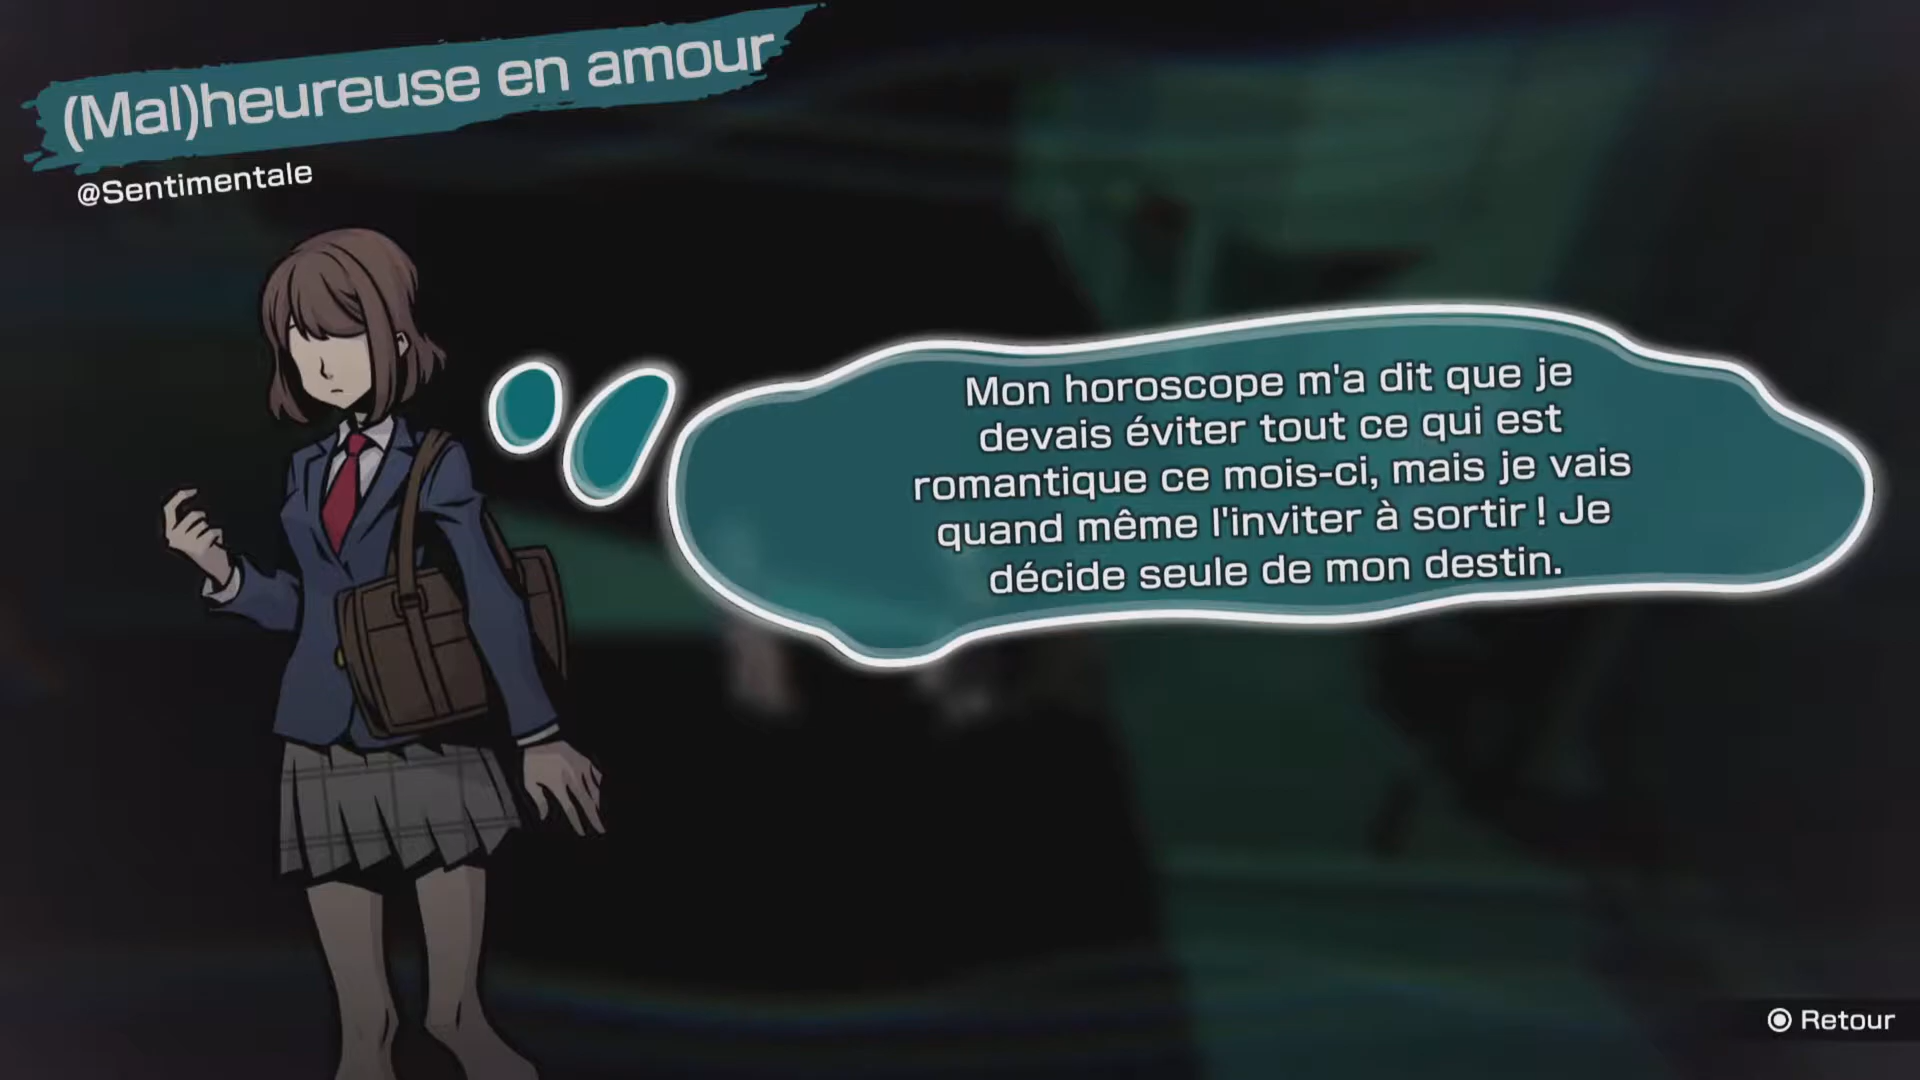 (Mal)heureuse en amour
@Sentimentale
Mon horoscope m'a dit que je
devais éviter tout ce qui est
romantique ce mois-ci, mais je vais
quand même l'inviter à sortir ! Je
décide seule de mon destin.
Retour